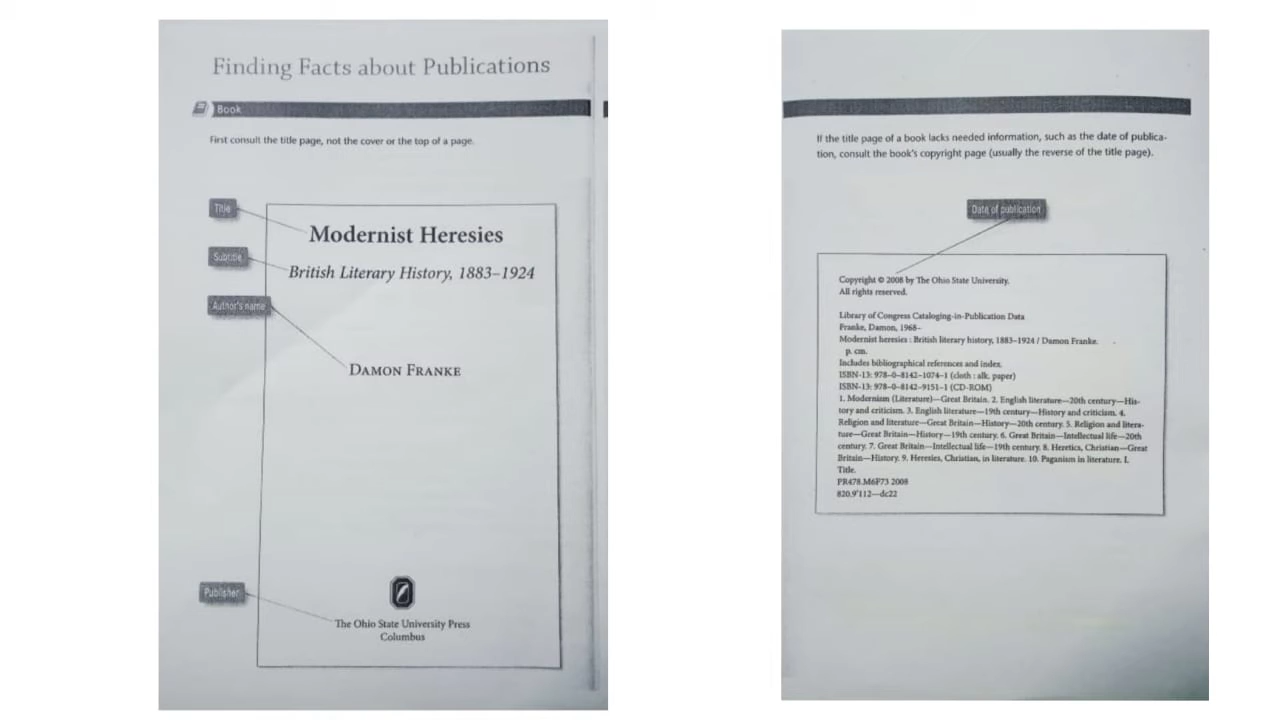 Finding Facts about Publications
Book
First consult the title page, not the cover or the top of a page.
Title
Modernist Heresies
Subtitle
British Literary History, 1883–1924
Author's name
DAMON FRANKE
Publisher
The Ohio State University Press
Columbus
If the title page of a book lacks needed information, such as the date of publica-
tion, consult the book's copyright page (usually the reverse of the title page).
Date of publication
Copyright © 2008 by The Ohio State University.
All rights reserved.
Library of Congress Cataloging-in-Publication Data
Franke, Damon, 1968–
Modernist heresies : British literary history, 1883–1924 / Damon Franke.
p. cm.
Includes bibliographical references and index.
ISBN-13: 978–0–8142–1074–1 (cloth : alk. paper)
ISBN-13: 978–0–8142–9151–1 (CD-ROM)
1. Modernism (Literature)—Great Britain. 2. English literature—20th century—His-
tory and criticism. 3. English literature—19th century—History and criticism. 4.
Religion and literature—Great Britain—History—20th century. 5. Religion and litera-
ture—Great Britain—History—19th century. 6. Great Britain—Intellectual life—20th
century. 7. Great Britain—Intellectual life—19th century. 8. Heretics, Christian—Great
Britain—History. 9. Heresies, Christian, in literature. 10. Paganism in literature. I.
Title.
PR478.M6F73 2008
820.9'112—dc22